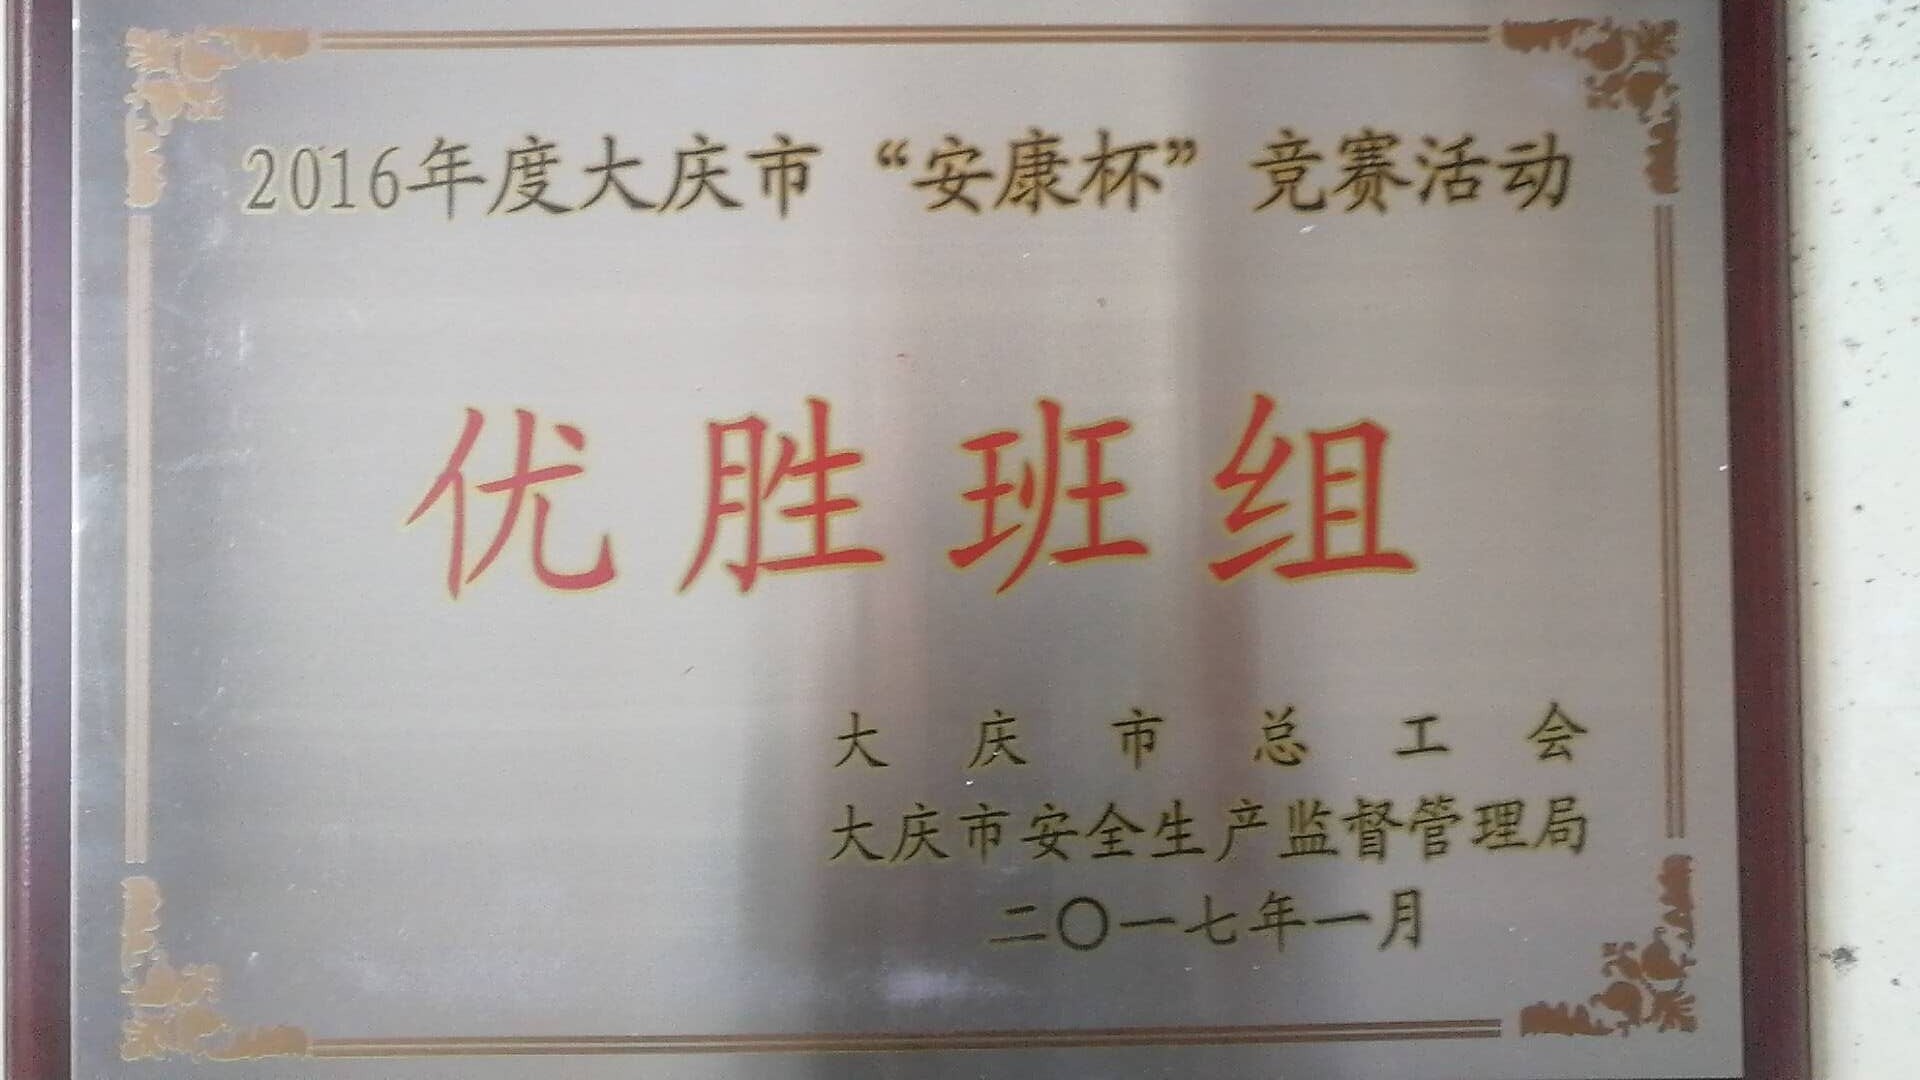 2016年度大庆市“安康杯”竞赛活动
优胜班组
大庆市总工会
大庆市安全生产监督管理局
二〇一七年一月